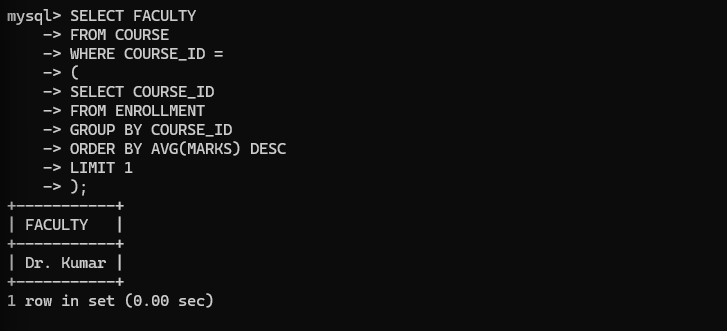 mysql> SELECT FACULTY
    -> FROM COURSE
    -> WHERE COURSE_ID =
    -> (
    -> SELECT COURSE_ID
    -> FROM ENROLLMENT
    -> GROUP BY COURSE_ID
    -> ORDER BY AVG(MARKS) DESC
    -> LIMIT 1
    -> );
+-----------+
| FACULTY   |
+-----------+
| Dr. Kumar |
+-----------+
1 row in set (0.00 sec)